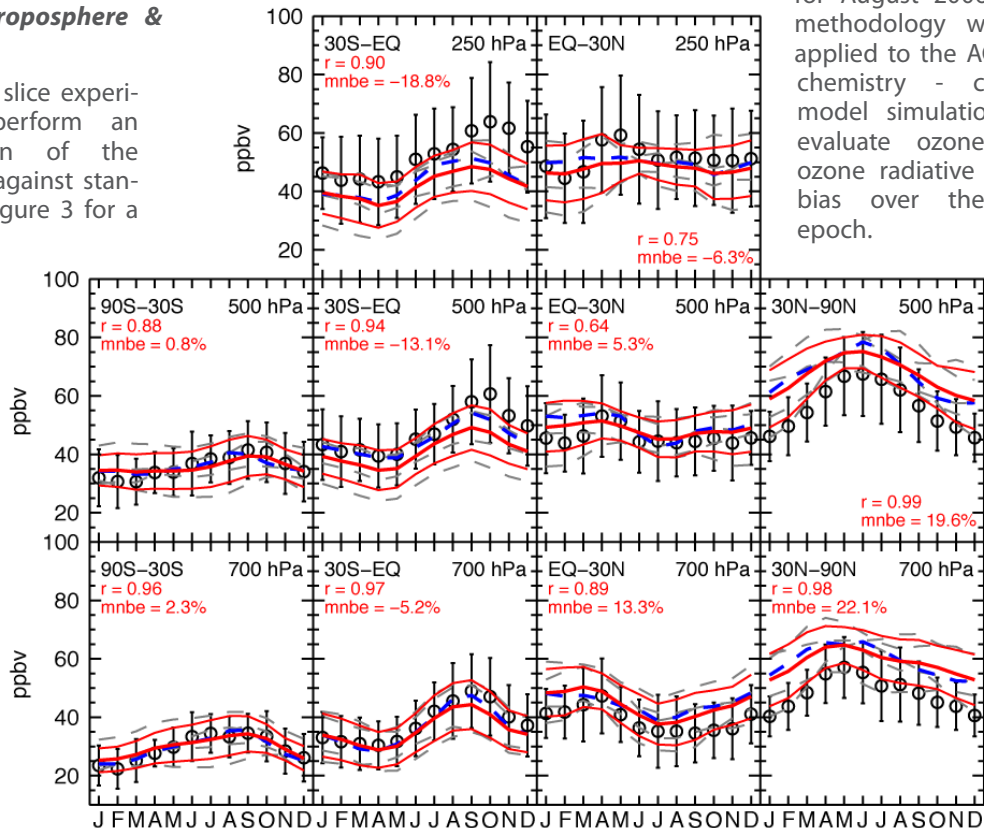 roposphere &
slice experi-
perform an
n of the
against stan-
gure 3 for a
methodology w
applied to the AC
chemistry - c
model simulatio
evaluate ozone
ozone radiative
bias over the
epoch.
100
80
60
40
20
ppbv
30S−EQ 250 hPa
r = 0.90
mnbe = −18.8%
EQ−30N 250 hPa
r = 0.75
mnbe = −6.3%
100
80
60
40
20
ppbv
90S−30S 500 hPa
r = 0.88
mnbe = 0.8%
30S−EQ 500 hPa
r = 0.94
mnbe = −13.1%
EQ−30N 500 hPa
r = 0.64
mnbe = 5.3%
30N−90N 500 hPa
r = 0.99
mnbe = 19.6%
100
80
60
40
20
ppbv
90S−30S 700 hPa
r = 0.96
mnbe = 2.3%
30S−EQ 700 hPa
r = 0.97
mnbe = −5.2%
EQ−30N 700 hPa
r = 0.89
mnbe = 13.3%
30N−90N 700 hPa
r = 0.98
mnbe = 22.1%
J F M A M J J A S O N D J F M A M J J A S O N D J F M A M J J A S O N D J F M A M J J A S O N D